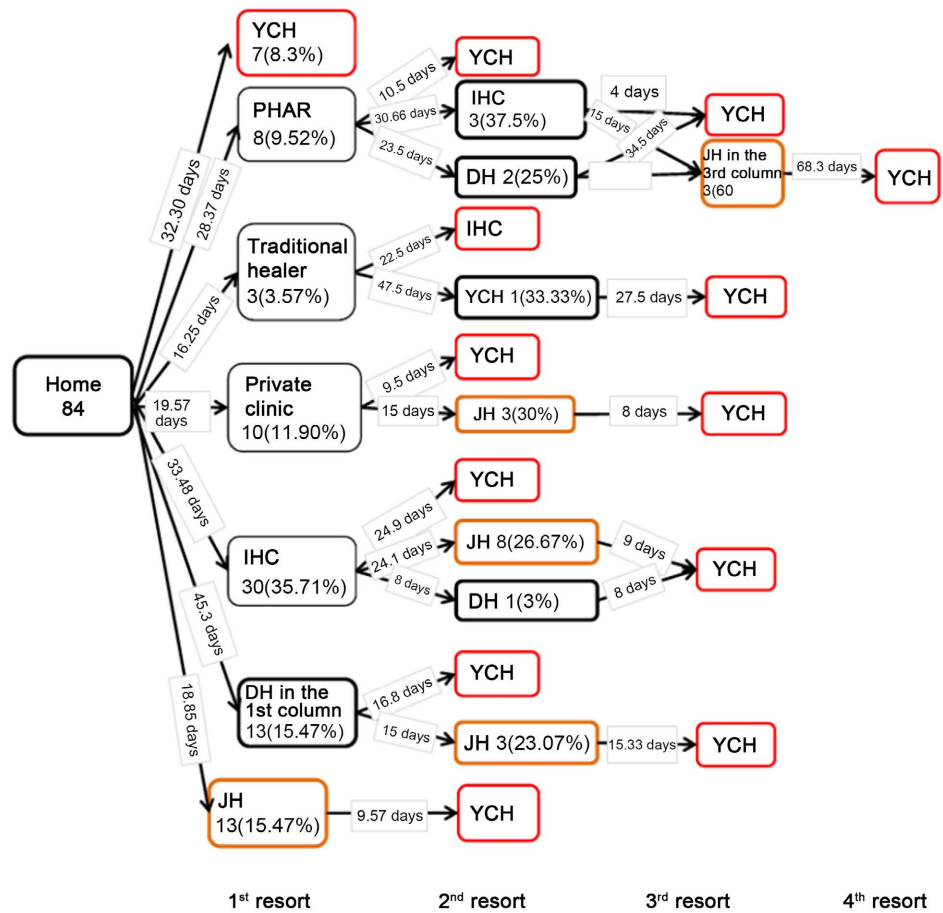 Home
84
32.30 days
28.37 days
16.25 days
19.57
days
33.48 days
45.3 days
18.85 days
YCH
7(8.3%)
PHAR
8(9.52%)
10.5 days
30.66 days
23.5 days
YCH
IHC
3(37.5%)
DH 2(25%)
4 days
15 days
34.5 days
YCH
JH in the
3rd column
3(60
68.3 days
YCH
Traditional
healer
3(3.57%)
22.5 days
47.5 days
IHC
YCH 1(33.33%)
27.5 days
YCH
Private
clinic
10(11.90%)
9.5 days
15 days
YCH
JH 3(30%)
8 days
YCH
IHC
30(35.71%)
24.9 days
24.1 days
8 days
YCH
JH 8(26.67%)
DH 1(3%)
9 days
8 days
YCH
DH in the
1st column
13(15.47%)
16.8 days
15 days
YCH
JH 3(23.07%)
15.33 days
YCH
JH
13(15.47%)
9.57 days
YCH
1st resort
2nd resort
3rd resort
4th resort